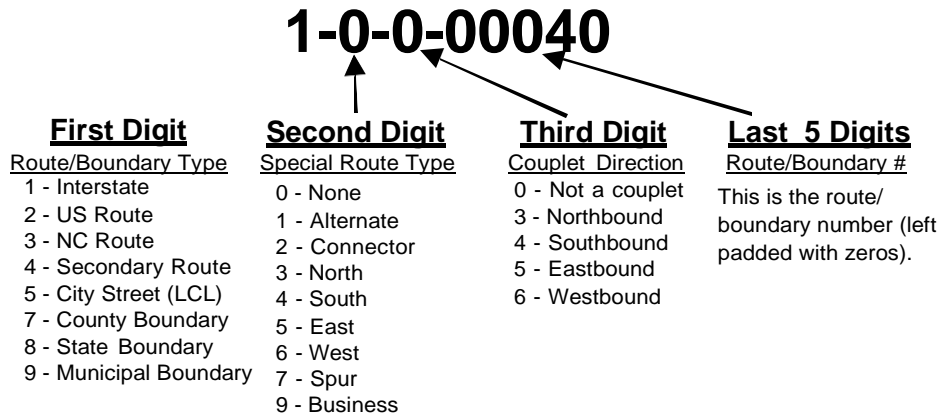 1-0-0-00040
First Digit
Route/Boundary Type
1 - Interstate
2 - US Route
3 - NC Route
4 - Secondary Route
5 - City Street (LCL)
7 - County Boundary
8 - State Boundary
9 - Municipal Boundary
Second Digit
Special Route Type
0 - None
1 - Alternate
2 - Connector
3 - North
4 - South
5 - East
6 - West
7 - Spur
9 - Business
Third Digit
Couplet Direction
0 - Not a couplet
3 - Northbound
4 - Southbound
5 - Eastbound
6 - Westbound
Last 5 Digits
Route/Boundary #
This is the route/
boundary number (left
padded with zeros).